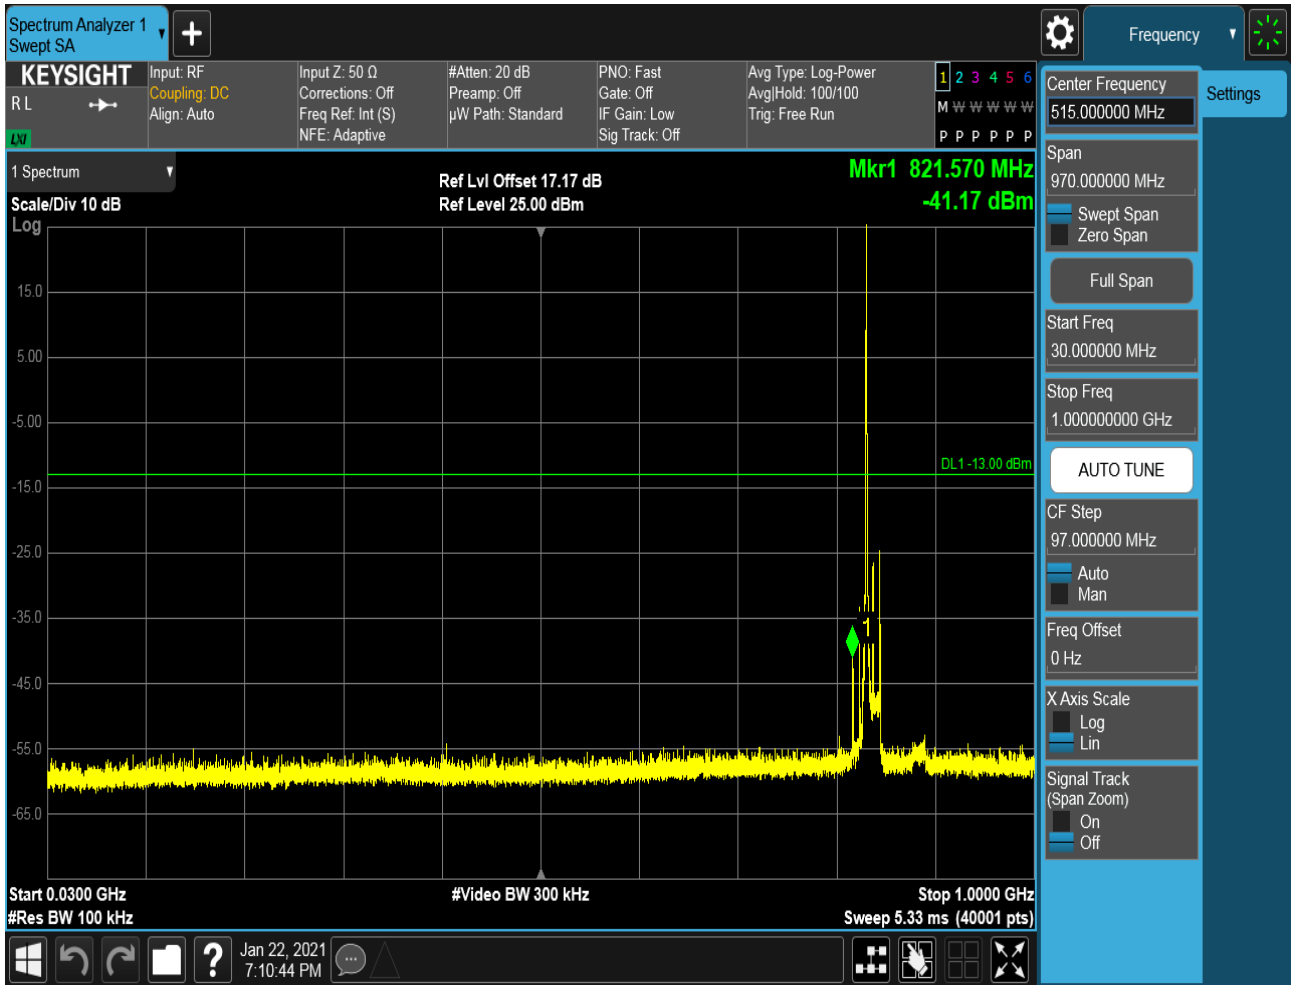 Spectrum Analyzer 1
Swept SA
Frequency
KEYSIGHT
R L
LXI
Input: RF
Coupling: DC
Align: Auto
Input Z: 50 Ω
Corrections: Off
Freq Ref: Int (S)
NFE: Adaptive
#Atten: 20 dB
Preamp: Off
µW Path: Standard
PNO: Fast
Gate: Off
IF Gain: Low
Sig Track: Off
Avg Type: Log-Power
Avg|Hold: 100/100
Trig: Free Run
1 2 3 4 5 6
M W W W W W
P P P P P P
1 Spectrum
Scale/Div 10 dB
Log
Ref Lvl Offset 17.17 dB
Ref Level 25.00 dBm
Mkr1 821.570 MHz
-41.17 dBm
15.0
5.00
-5.00
-15.0
-25.0
-35.0
-45.0
-55.0
-65.0
DL1 -13.00 dBm
Start 0.0300 GHz
#Res BW 100 kHz
#Video BW 300 kHz
Stop 1.0000 GHz
Sweep 5.33 ms (40001 pts)
Center Frequency
515.000000 MHz
Settings
Span
970.000000 MHz
Swept Span
Zero Span
Full Span
Start Freq
30.000000 MHz
Stop Freq
1.000000000 GHz
AUTO TUNE
CF Step
97.000000 MHz
Auto
Man
Freq Offset
0 Hz
X Axis Scale
Log
Lin
Signal Track
(Span Zoom)
On
Off
?
Jan 22, 2021
7:10:44 PM